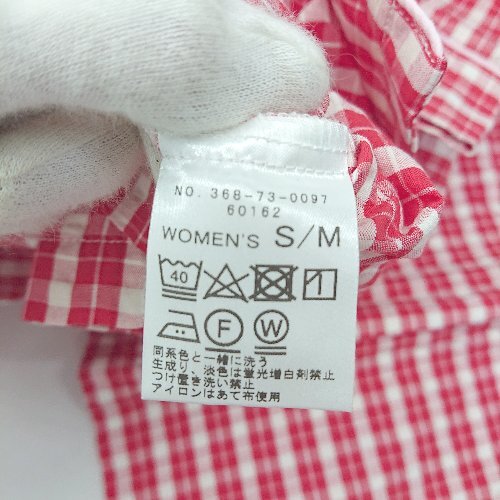 NO. 368-73-0097
60162
WOMEN'S S/M
40
F W
同系色と一緒に洗う
生成り、淡色は蛍光増白剤禁止
つけ置き洗い禁止
アイロンはあて布使用